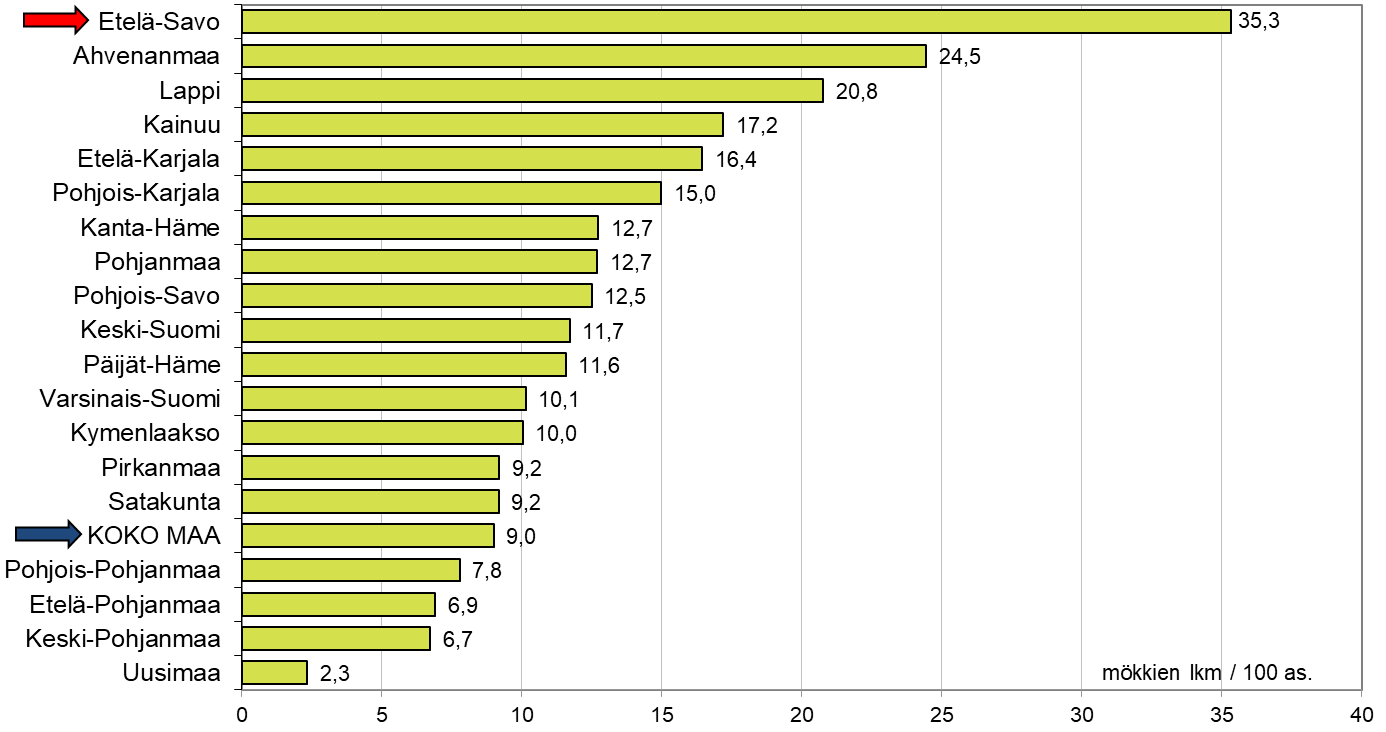 Etelä-Savo 35,3
Ahvenanmaa 24,5
Lappi 20,8
Kainuu 17,2
Etelä-Karjala 16,4
Pohjois-Karjala 15,0
Kanta-Häme 12,7
Pohjanmaa 12,7
Pohjois-Savo 12,5
Keski-Suomi 11,7
Päijät-Häme 11,6
Varsinais-Suomi 10,1
Kymenlaakso 10,0
Pirkanmaa 9,2
Satakunta 9,2
KOKO MAA 9,0
Pohjois-Pohjanmaa 7,8
Etelä-Pohjanmaa 6,9
Keski-Pohjanmaa 6,7
Uusimaa 2,3 mökkien lkm / 100 as.
0 5 10 15 20 25 30 35 40